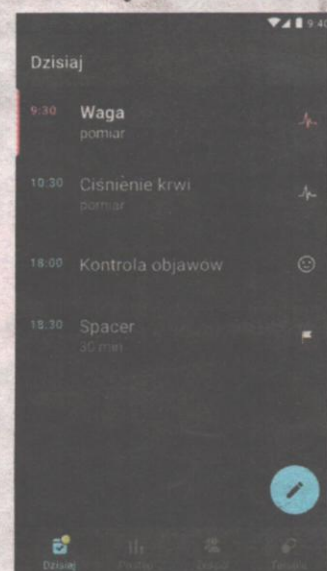 9:40
Dzisiaj
9:30 Waga
pomiar
10:30 Ciśnienie krwi
pomiar
18:00 Kontrola objawów
18:30 Spacer
30 min
Dzisiaj